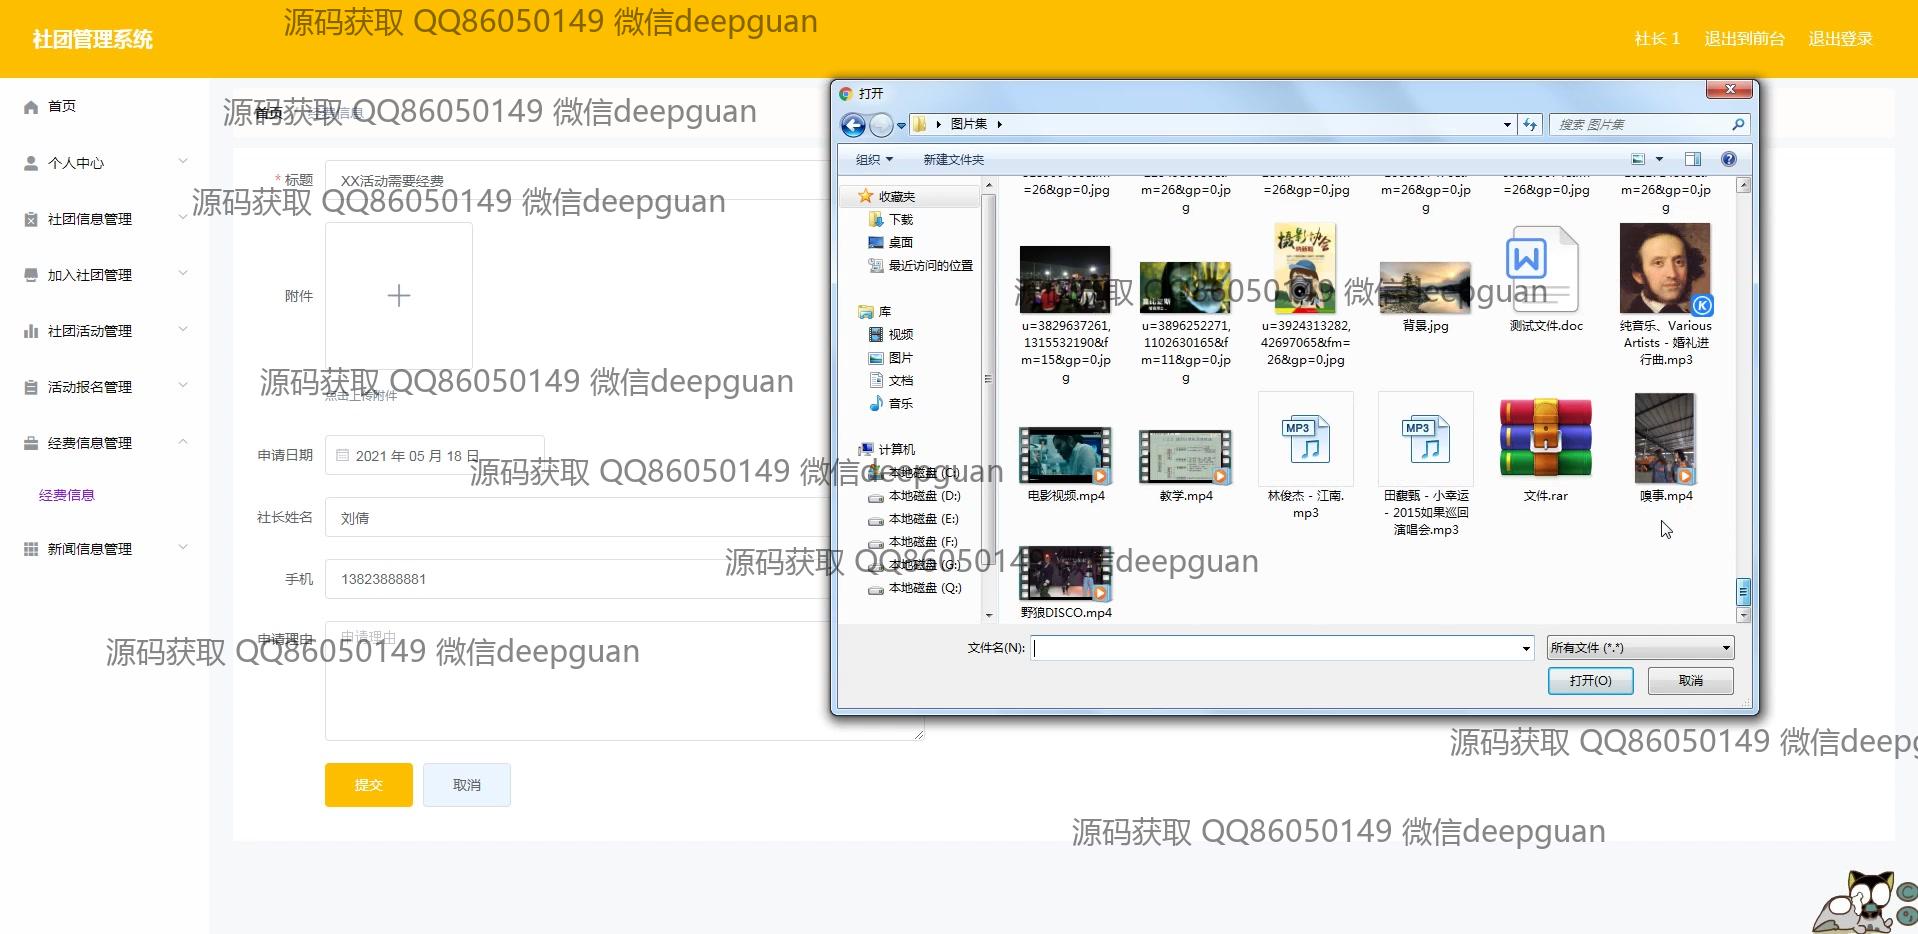 社团管理系统
源码获取 QQ86050149 微信deepguan
社长 1
退出到前台
退出登录
首页
个人中心
社团信息管理
加入社团管理
社团活动管理
活动报名管理
经费信息管理
经费信息
新闻信息管理
首页
经费信息
源码获取 QQ86050149 微信deepguan
* 标题
XX活动需要经费
源码获取 QQ86050149 微信deepguan
附件
源码获取 QQ86050149 微信deepguan
点击上传附件
申请日期
2021 年 05 月 18 日
源码获取 QQ86050149 微信deepguan
社长姓名
刘倩
源码获取 QQ86050149 微信deepguan
手机
13823888881
申请理由
申请理由
源码获取 QQ86050149 微信deepguan
提交
取消
打开
图片集
搜索 图片集
组织
新建文件夹
收藏夹
下载
桌面
最近访问的位置
库
视频
图片
文档
音乐
计算机
本地磁盘 (C:)
本地磁盘 (D:)
本地磁盘 (E:)
本地磁盘 (F:)
本地磁盘 (G:)
本地磁盘 (Q:)
=26&gp=0.jpg
m=26&gp=0.jp
g
=26&gp=0.jpg
m=26&gp=0.jp
g
=26&gp=0.jpg
m=26&gp=0.jp
g
摄影协会
源码获取 QQ86050149 微信deepguan
u=3829637261,
1315532190&f
m=15&gp=0.jp
g
u=3896252271,
1102630165&f
m=11&gp=0.jp
g
u=3924313282,
42697065&fm=
26&gp=0.jpg
背景.jpg
W
测试文件.doc
K
纯音乐、Various
Artists - 婚礼进
行曲.mp3
电影视频.mp4
教学.mp4
MP3
林俊杰 - 江南.
mp3
MP3
田馥甄 - 小幸运
- 2015如果巡回
演唱会.mp3
文件.rar
嗅事.mp4
野狼DISCO.mp4
文件名(N):
所有文件 (*.*)
打开(O)
取消
源码获取 QQ86050149 微信deepg
源码获取 QQ86050149 微信deepguan